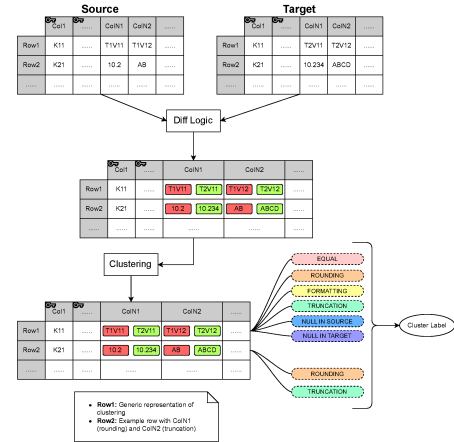 Source
Target
Col1 ..... ColN1 ColN2 .....
Row1 K11 ..... T1V11 T1V12 .....
Row2 K21 ..... 10.2 AB .....
..... ..... ..... ..... ..... .....
Col1 ..... ColN1 ColN2 .....
Row1 K11 ..... T2V11 T2V12 .....
Row2 K21 ..... 10.234 ABCD .....
..... ..... ..... ..... ..... .....
Diff Logic
Col1 ..... ColN1 ColN2 .....
Row1 K11 ..... T1V11 T2V11 T1V12 T2V12 .....
Row2 K21 ..... 10.2 10.234 AB ABCD .....
..... ..... ..... ..... ..... .....
Clustering
Col1 ..... ColN1 ColN2 .....
Row1 K11 ..... T1V11 T2V11 T1V12 T2V12 .....
Row2 K21 ..... 10.2 10.234 AB ABCD .....
..... ..... ..... ..... ..... .....
EQUAL
ROUNDING
FORMATTING
TRUNCATION
NULL IN SOURCE
NULL IN TARGET
ROUNDING
TRUNCATION
Cluster Label
• Row1: Generic representation of
clustering
• Row2: Example row with ColN1
(rounding) and ColN2 (truncation)